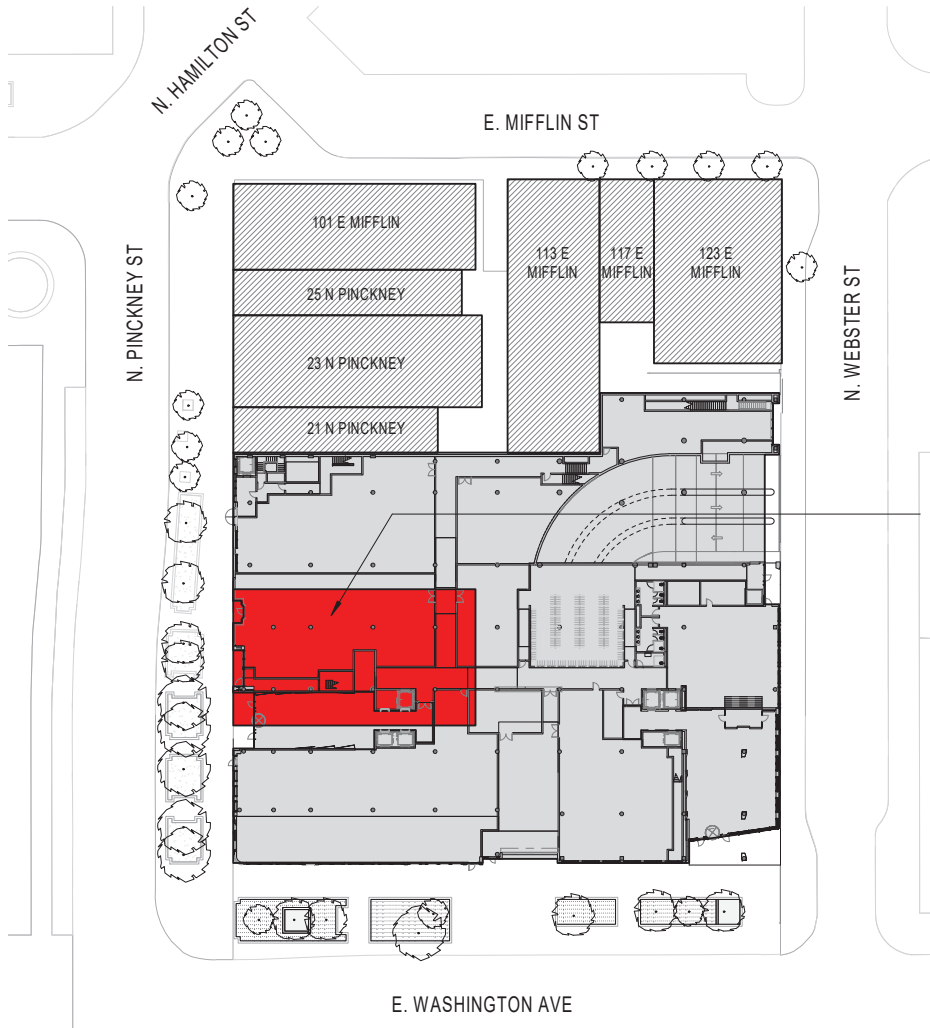 N. HAMILTON ST
E. MIFFLIN ST
101 E MIFFLIN
113 E
MIFFLIN
117 E
MIFFLIN
123 E
MIFFLIN
25 N PINCKNEY
N. PINCKNEY ST
N. WEBSTER ST
23 N PINCKNEY
21 N PINCKNEY
E. WASHINGTON AVE